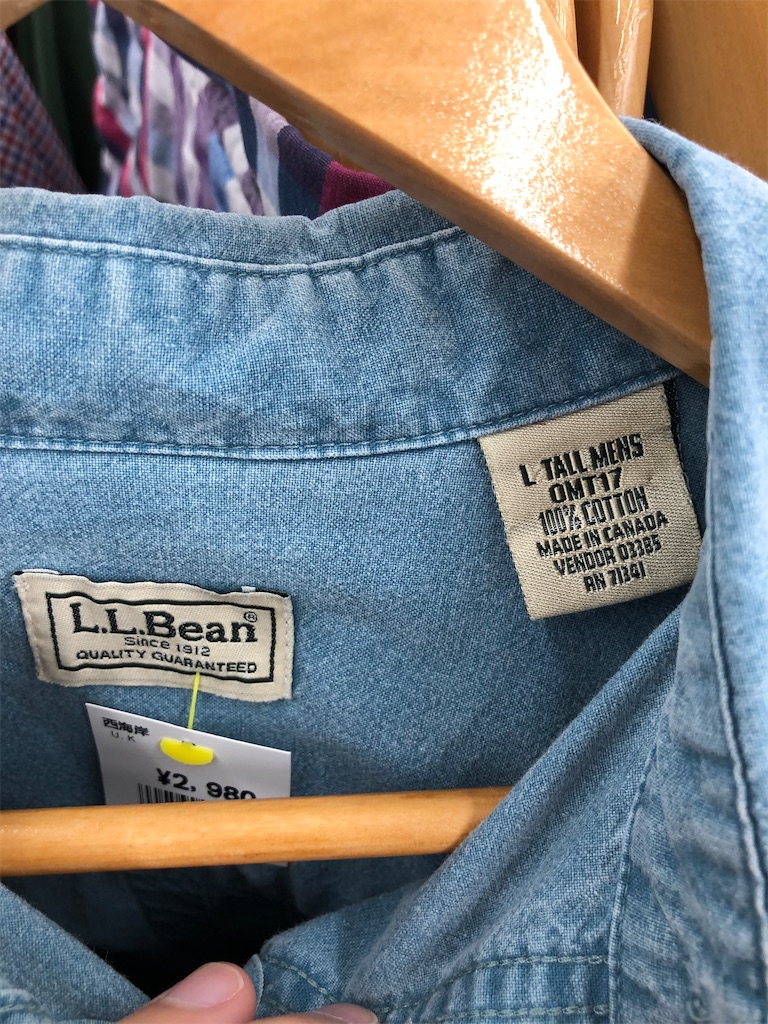 L TALL MENS
OMT17
100% COTTON
MADE IN CANADA
VENDOR 03385
RN 71341
L.L.Bean®
Since 1912
QUALITY GUARANTEED
西海岸
U.K
¥2,980